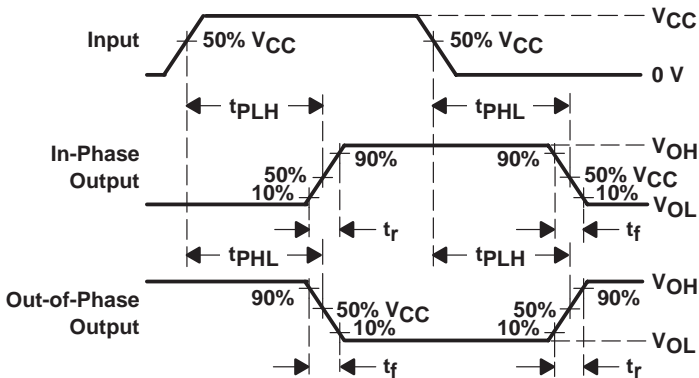 VCC
Input 50% VCC 50% VCC
0 V
tPLH tPHL
VOH
In-Phase Output 90% 90%
50% 50% VCC
10% 10%
VOL
tr tf
tPHL tPLH
VOH
90% 90%
Out-of-Phase Output 50% VCC 50%
10% 10%
VOL
tf tr